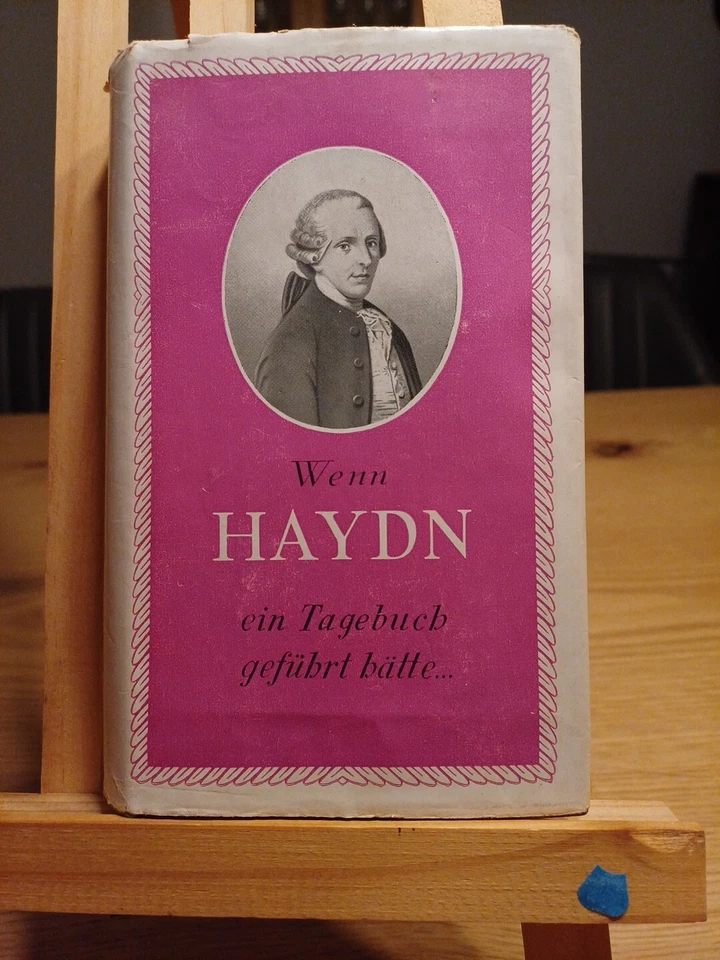 Wenn
HAYDN
ein Tagebuch
geführt hätte...